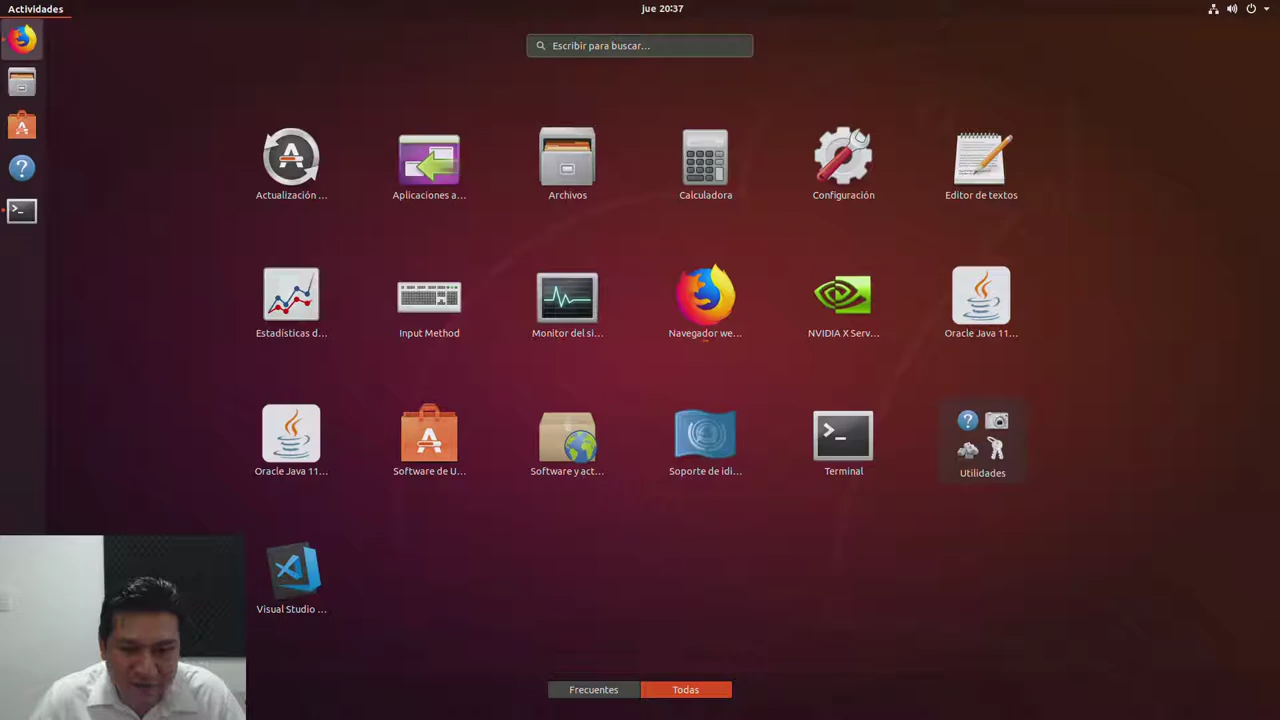 Actividades
jue 20:37
Escribir para buscar...
Actualización ...
Aplicaciones a...
Archivos
Calculadora
Configuración
Editor de textos
Estadísticas d...
Input Method
Monitor del si...
Navegador we...
NVIDIA X Serv...
Oracle Java 11...
Oracle Java 11...
Software de U...
Software y act...
Soporte de idi...
Terminal
Utilidades
Visual Studio ...
Frecuentes
Todas